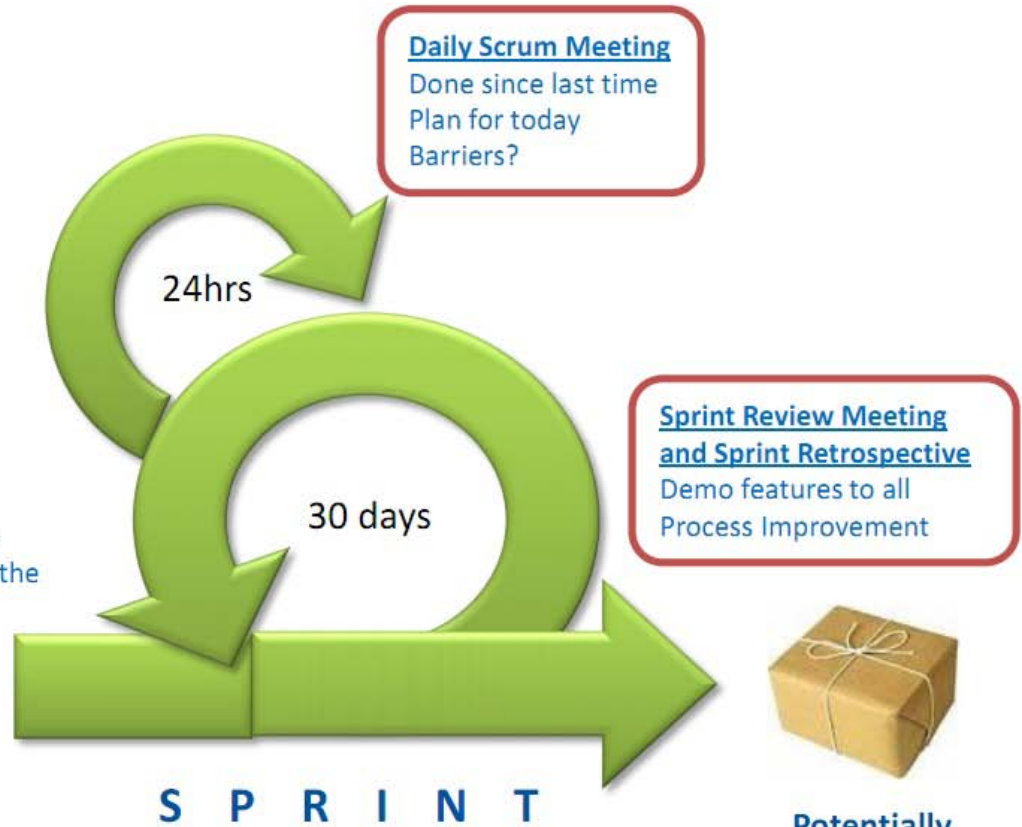 Daily Scrum Meeting
Done since last time
Plan for today
Barriers?
24hrs
Sprint Review Meeting
and Sprint Retrospective
Demo features to all
Process Improvement
30 days
the
S P R I N T
Potentially